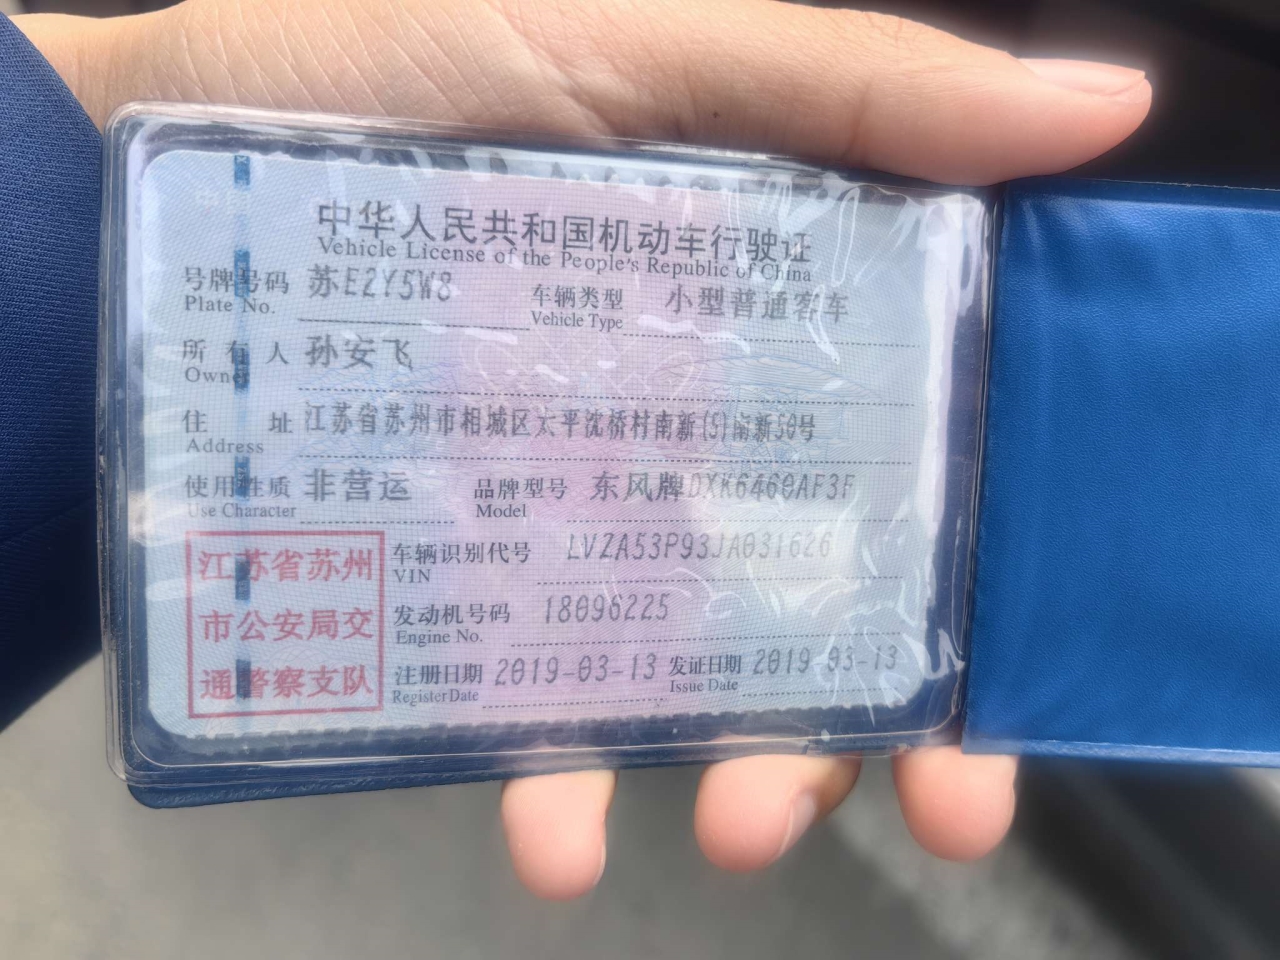 中华人民共和国机动车行驶证
Vehicle License of the People's Republic of China
号牌号码 苏E2Y5W8 车辆类型 小型普通客车
Plate No. Vehicle Type
所有人 孙安飞
Owner
住址 江苏省苏州市相城区太平沈桥村南新(5)南新50号
Address
使用性质 非营运 品牌型号 东风牌DXK6460AF3F
Use Character Model
江苏省苏州
市公安局交
通警察支队
车辆识别代号 LVZA53P93JA031626
VIN
发动机号码 18096225
Engine No.
注册日期 2019-03-13 发证日期 2019-03-13
Register Date Issue Date